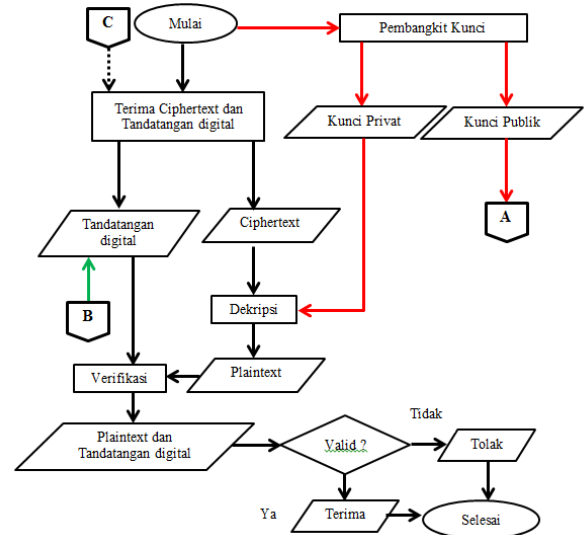 C
Mulai
Pembangkit Kunci
Terima Ciphertext dan
Tandatangan digital
Kunci Privat
Kunci Publik
A
Tandatangan
digital
Ciphertext
B
Dekripsi
Verifikasi
Plaintext
Plaintext dan
Tandatangan digital
Valid ?
Tidak
Tolak
Ya
Terima
Selesai